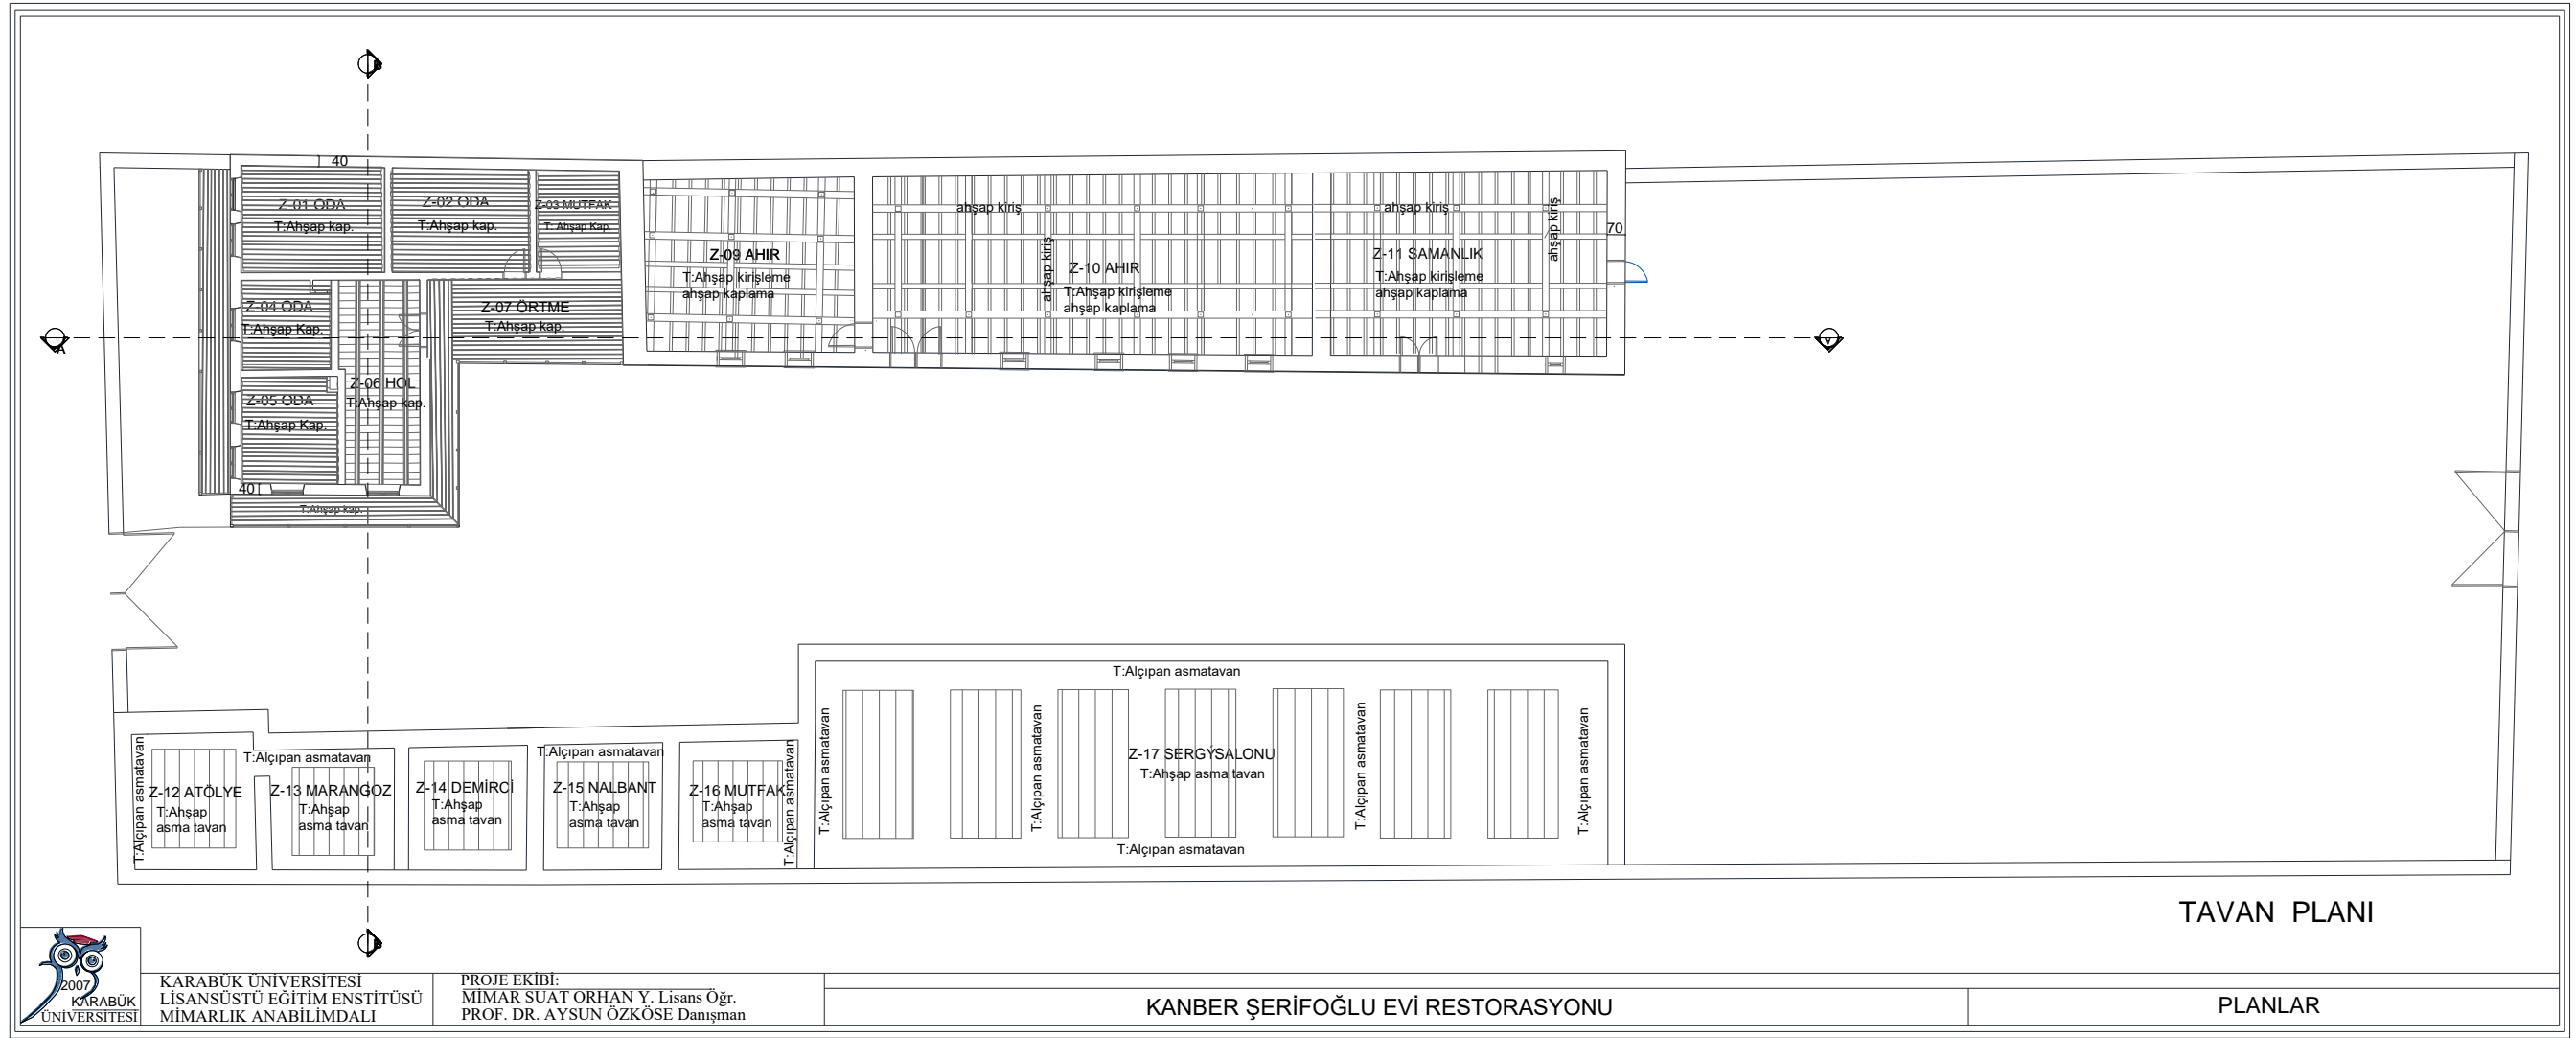 B
40
Z-01 ODA
T:Ahşap kap.
Z-02 ODA
T:Ahşap kap.
Z-03 MUTFAK
T: Ahşap Kap.
Z-04 ODA
T:Ahşap Kap.
Z-05 ODA
T:Ahşap Kap.
Z-06 HOL
T:Ahşap kap.
Z-07 ÖRTME
T:Ahşap kap.
40
T:Ahşap kap.
Z-09 AHIR
T:Ahşap kirişleme
ahşap kaplama
ahşap kiriş
ahşap kiriş
Z-10 AHIR
T:Ahşap kirişleme
ahşap kaplama
ahşap kiriş
ahşap kiriş
Z-11 SAMANLIK
T:Ahşap kirişleme
ahşap kaplama
70
A
A
T:Alçıpan asmatavan
Z-12 ATÖLYE
T:Ahşap
asma tavan
T:Alçıpan asmatavan
Z-13 MARANGOZ
T:Ahşap
asma tavan
Z-14 DEMİRCİ
T:Ahşap
asma tavan
T:Alçıpan asmatavan
Z-15 NALBANT
T:Ahşap
asma tavan
Z-16 MUTFAK
T:Ahşap
asma tavan
T:Alçıpan asmatavan
T:Alçıpan asmatavan
T:Alçıpan asmatavan
T:Alçıpan asmatavan
Z-17 SERGÝSALONU
T:Ahşap asma tavan
T:Alçıpan asmatavan
T:Alçıpan asmatavan
T:Alçıpan asmatavan
B
TAVAN PLANI
2007
KARABÜK
ÜNİVERSİTESİ
KARABÜK ÜNİVERSİTESİ
LİSANSÜSTÜ EĞİTİM ENSTİTÜSÜ
MİMARLIK ANABİLİMDALI
PROJE EKİBİ:
MİMAR SUAT ORHAN Y. Lisans Öğr.
PROF. DR. AYSUN ÖZKÖSE Danışman
KANBER ŞERİFOĞLU EVİ RESTORASYONU
PLANLAR